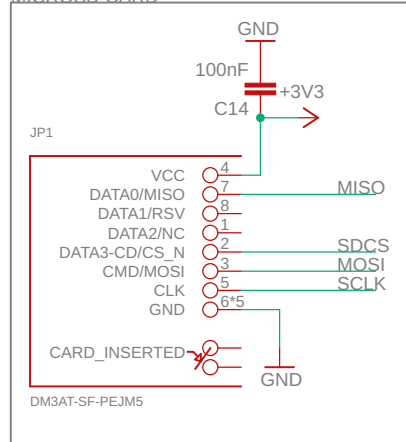 GND
100nF
+3V3
C14
JP1
VCC 4
DATA0/MISO 7 MISO
DATA1/RSV 8
DATA2/NC 1
DATA3-CD/CS_N 2 SDCS
CMD/MOSI 3 MOSI
CLK 5 SCLK
GND 6*5
CARD_INSERTED
GND
DM3AT-SF-PEJM5